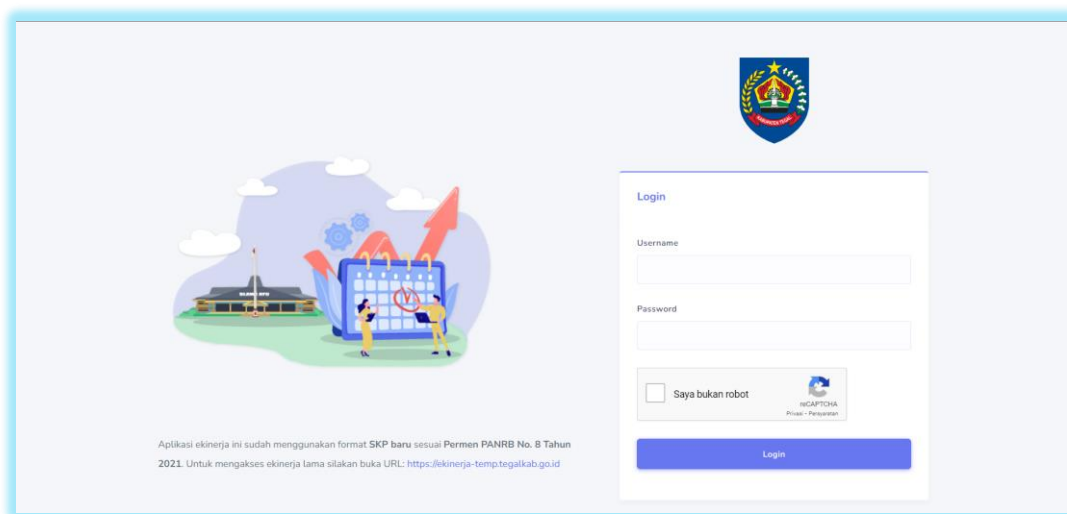 KABUPATEN TEGAL
Login
Username
Password
Saya bukan robot
reCAPTCHA
Privasi - Persyaratan
Login
Aplikasi ekinerja ini sudah menggunakan format SKP baru sesuai Permen PANRB No. 8 Tahun
2021. Untuk mengakses ekinerja lama silakan buka URL: https://ekinerja-temp.tegalkab.go.id